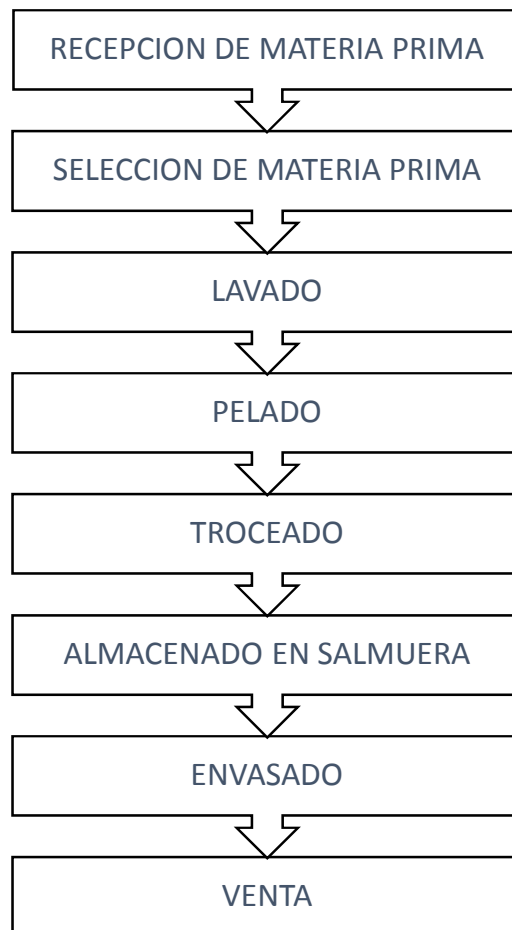 RECEPCION DE MATERIA PRIMA
SELECCION DE MATERIA PRIMA
LAVADO
PELADO
TROCEADO
ALMACENADO EN SALMUERA
ENVASADO
VENTA